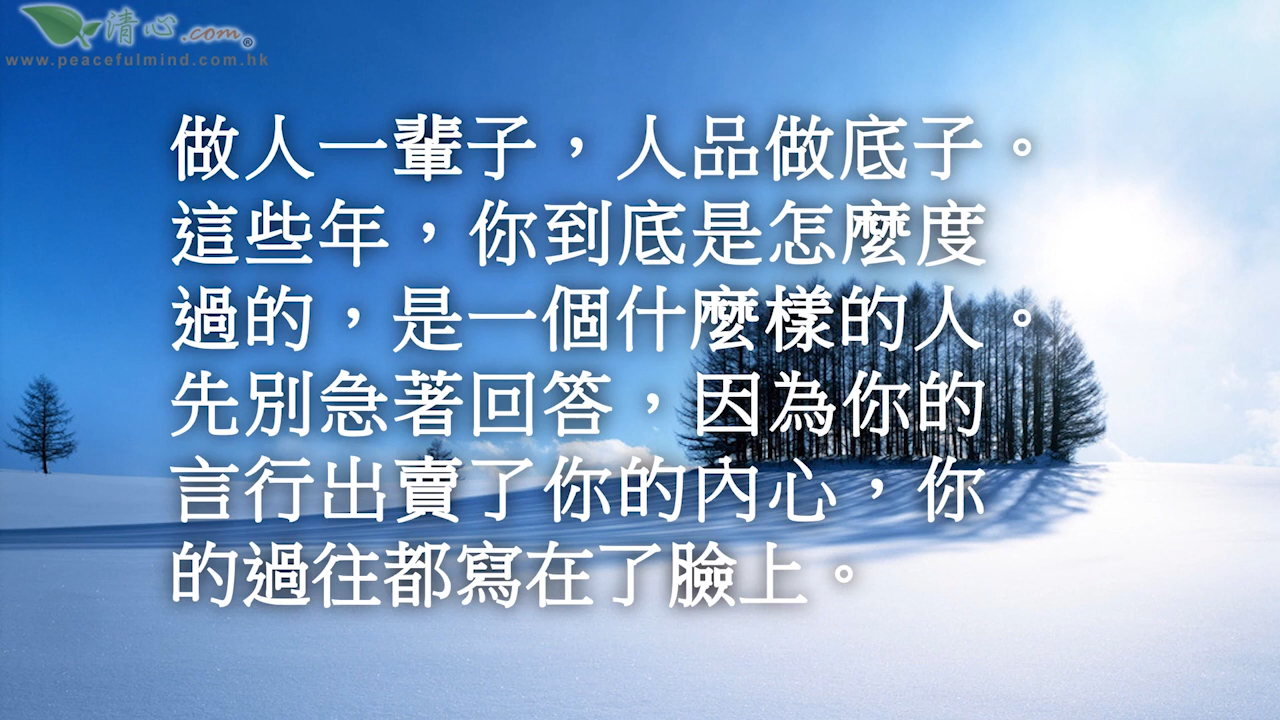 清心.com®
www.peacefulmind.com.hk
做人一輩子，人品做底子。
這些年，你到底是怎麼度
過的，是一個什麼樣的人。
先別急著回答，因為你的
言行出賣了你的內心，你
的過往都寫在了臉上。